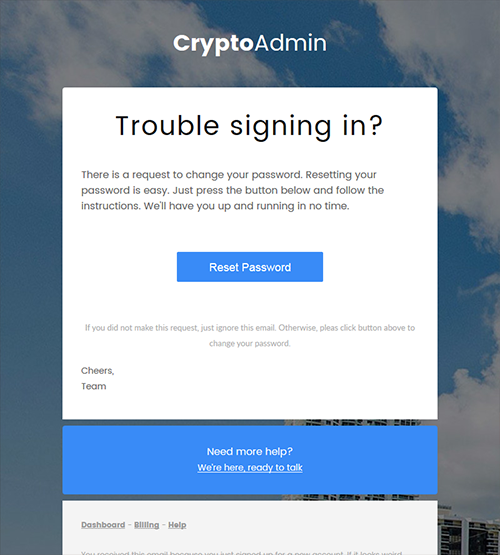 CryptoAdmin
Trouble signing in?
There is a request to change your password. Resetting your
password is easy. Just press the button below and follow the
instructions. We'll have you up and running in no time.
Reset Password
If you did not make this request, just ignore this email. Otherwise, pleas click button above to
change your password.
Cheers,
Team
Need more help?
We're here, ready to talk
Dashboard - Billing - Help
You received this email because you just signed up for a new account. If it looks weird